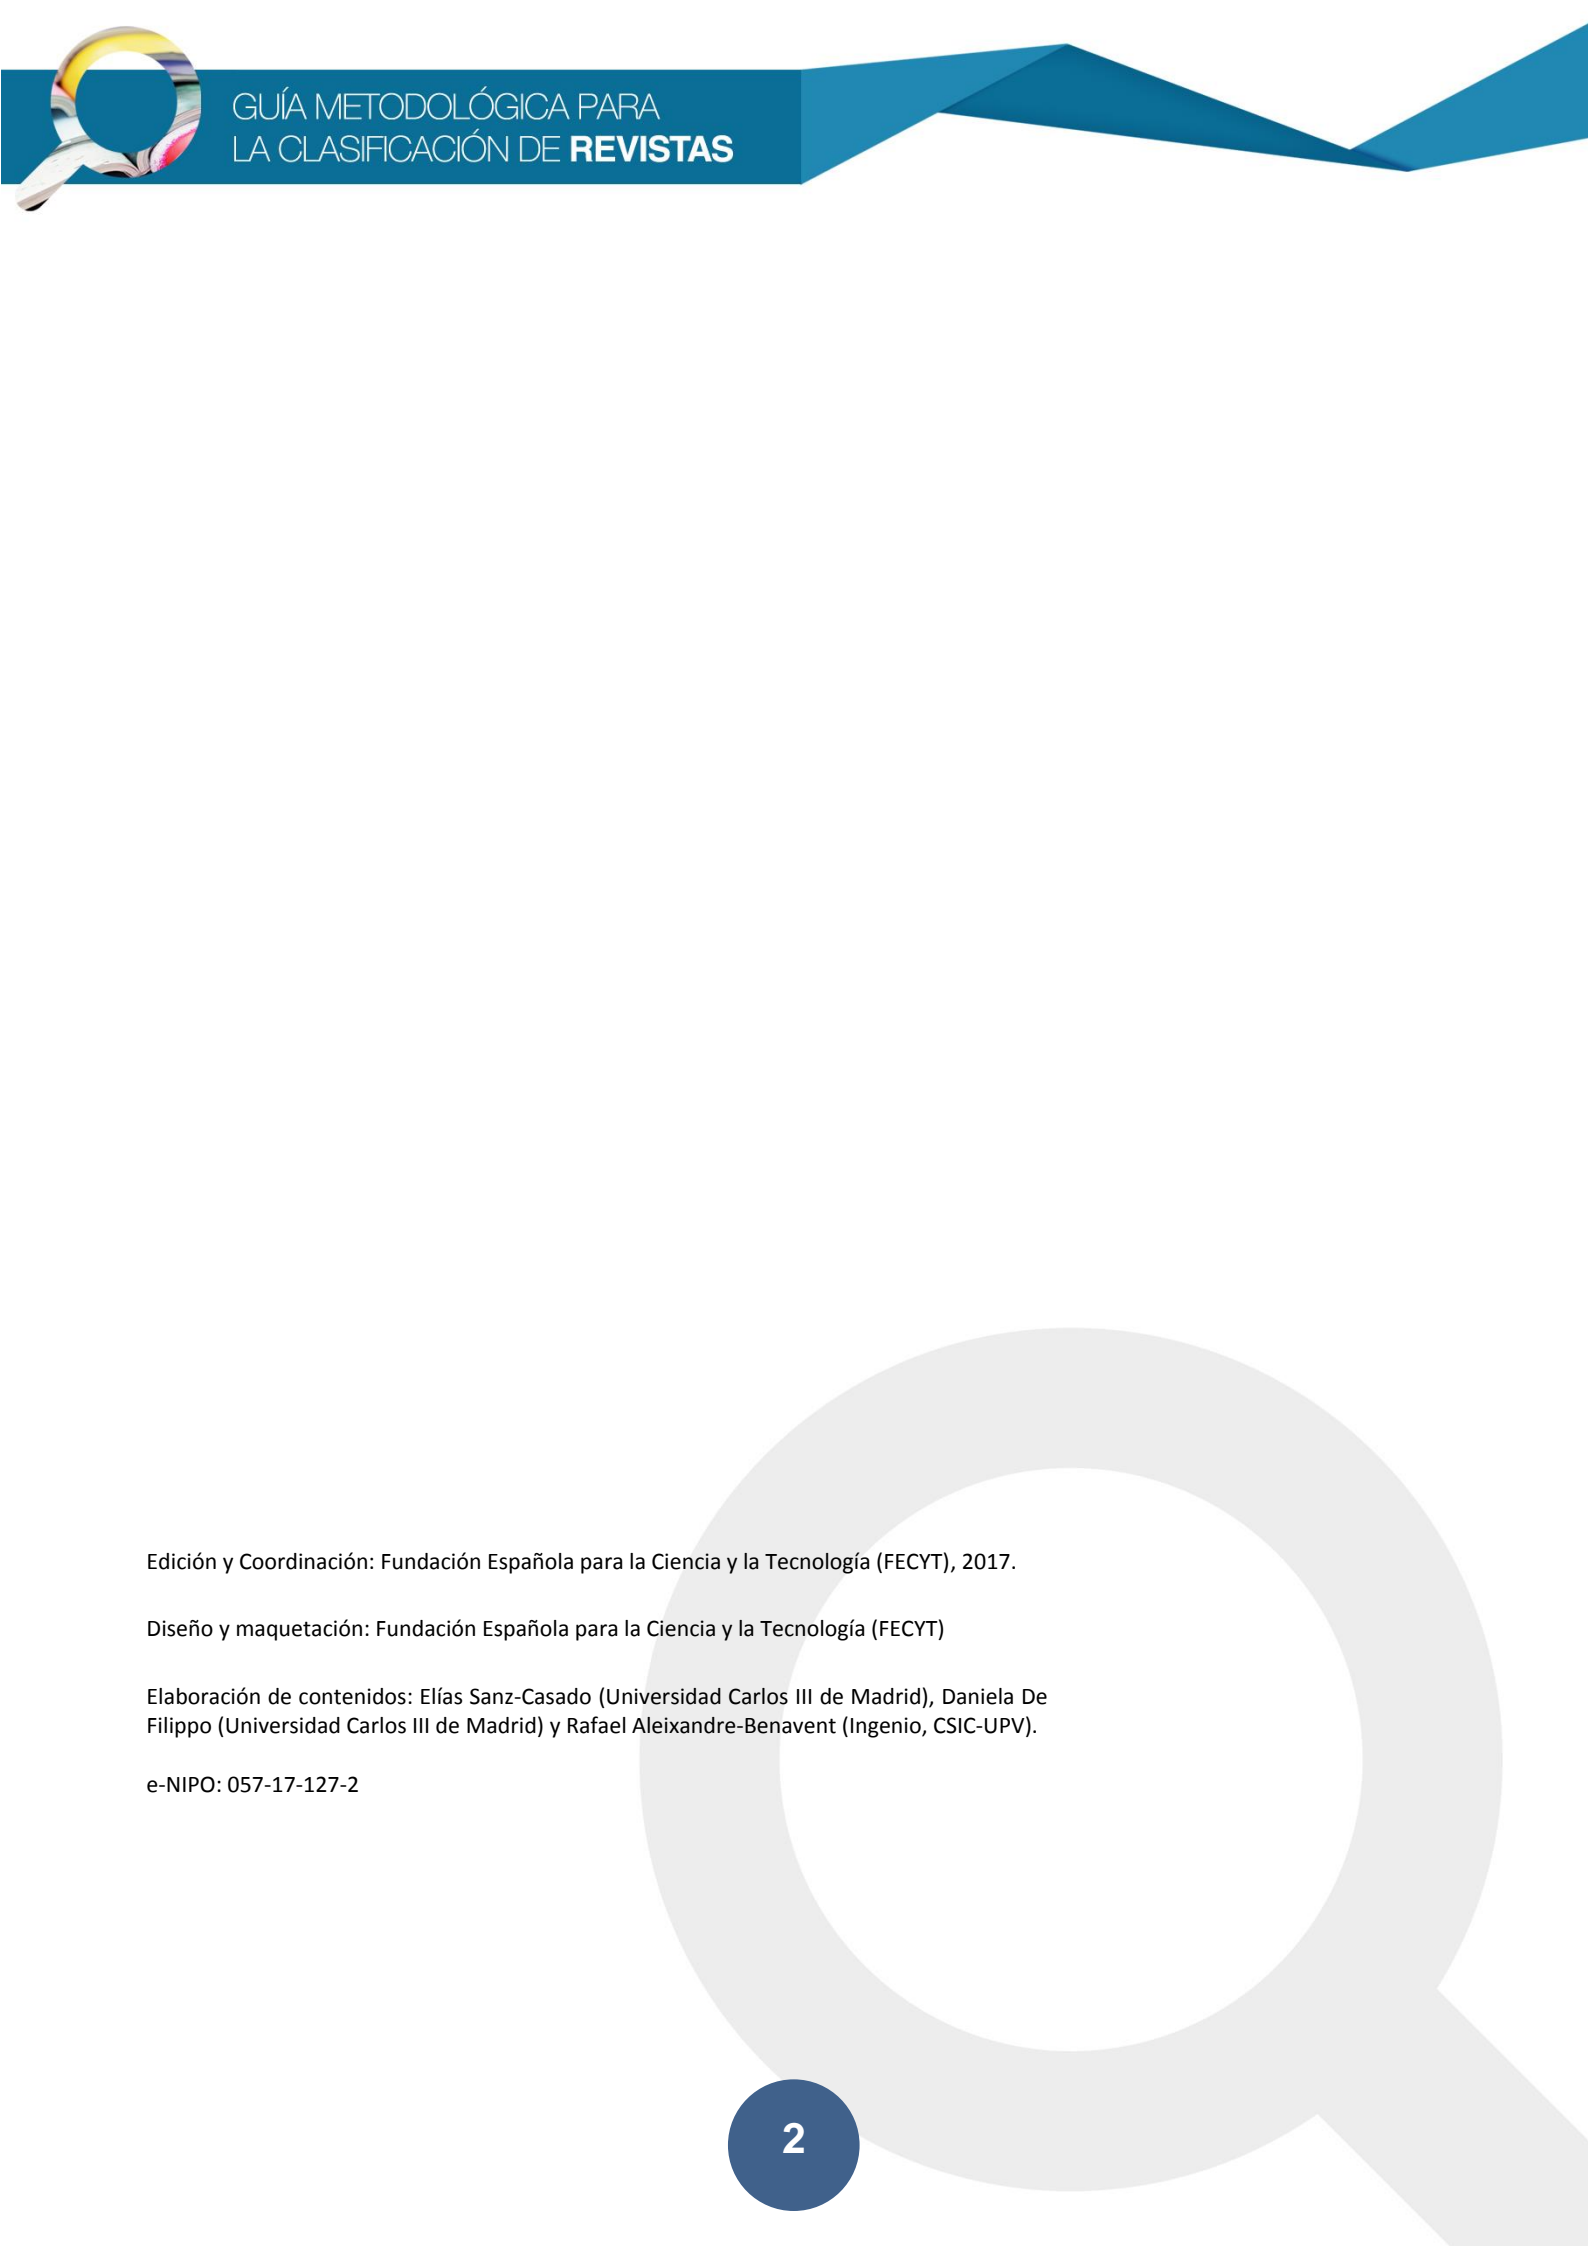 GUÍA METODOLÓGICA PARA
LA CLASIFICACIÓN DE REVISTAS
Edición y Coordinación: Fundación Española para la Ciencia y la Tecnología (FECYT), 2017.
Diseño y maquetación: Fundación Española para la Ciencia y la Tecnología (FECYT)
Elaboración de contenidos: Elías Sanz-Casado (Universidad Carlos III de Madrid), Daniela De
Filippo (Universidad Carlos III de Madrid) y Rafael Aleixandre-Benavent (Ingenio, CSIC-UPV).
e-NIPO: 057-17-127-2
2